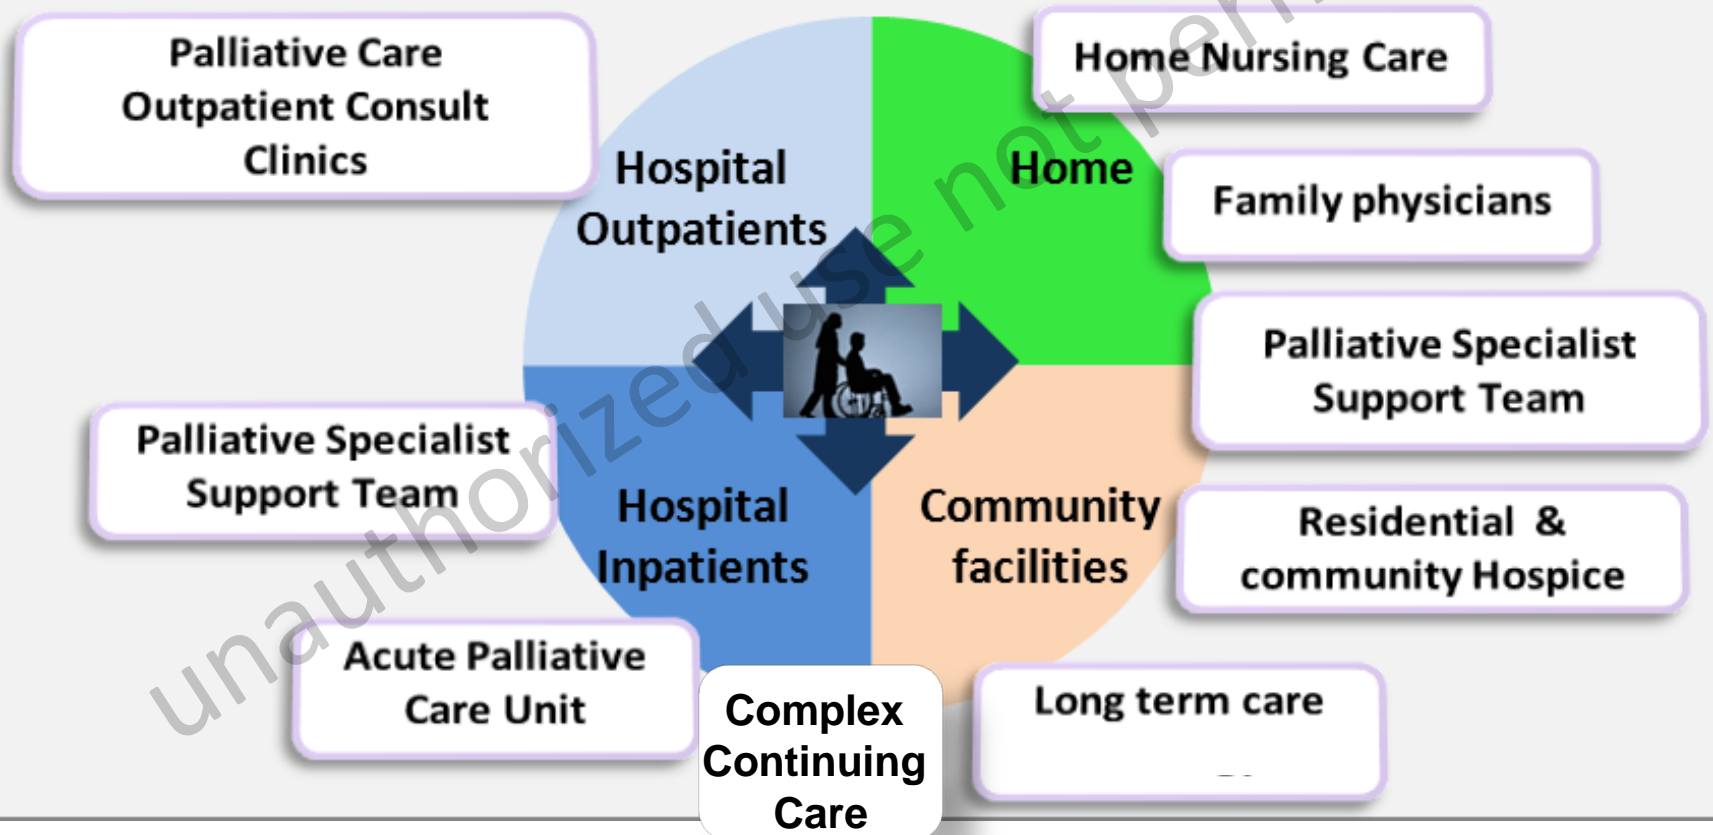 Palliative Care
Outpatient Consult
Clinics
Hospital
Outpatients
Home
Home Nursing Care
Family physicians
Palliative Specialist
Support Team
Palliative Specialist
Support Team
Hospital
Inpatients
Community
facilities
Residential &
community Hospice
Acute Palliative
Care Unit
Complex
Continuing
Care
Long term care
unauthorized use not